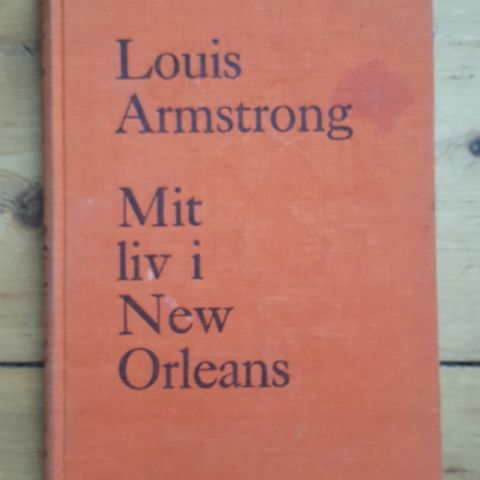 Louis
Armstrong
Mit
liv i
New
Orleans